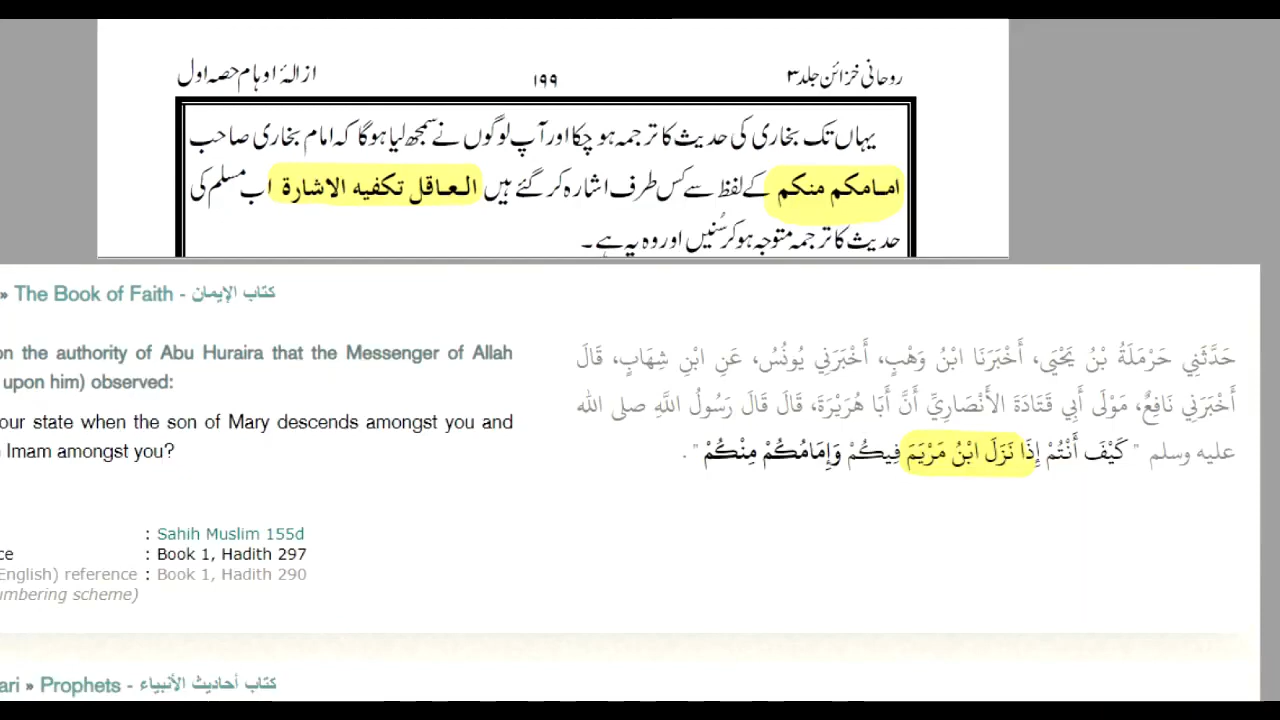 روحانی خزائن جلد۳
۱۹۹
ازالۂ اوہام حصہ اول
یہاں تک بخاری کی حدیث کا ترجمہ ہو چکا اور آپ لوگوں نے سمجھ لیا ہوگا کہ امام بخاری صاحب
امامکم منکم کے لفظ سے کس طرف اشارہ کر گئے ہیں العاقل تکفیه الاشارة اب مسلم کی
حدیث کا ترجمہ متوجہ ہو کر سُنیں اور وہ یہ ہے۔
» The Book of Faith - كتاب الإيمان
on the authority of Abu Huraira that the Messenger of Allah
upon him) observed:
our state when the son of Mary descends amongst you and
Imam amongst you?
حَدَّثَنِي حَرْمَلَةُ بْنُ يَحْيَى، أَخْبَرَنَا ابْنُ وَهْبٍ، أَخْبَرَنِي يُونُسُ، عَنِ ابْنِ شِهَابٍ، قَالَ
أَخْبَرَنِي نَافِعٌ، مَوْلَى أَبِي قَتَادَةَ الأَنْصَارِيِّ أَنَّ أَبَا هُرَيْرَةَ، قَالَ قَالَ رَسُولُ اللَّهِ صلى الله
عليه وسلم " كَيْفَ أَنْتُمْ إِذَا نَزَلَ ابْنُ مَرْيَمَ فِيكُمْ وَإِمَامُكُمْ مِنْكُمْ " .
: Sahih Muslim 155d
ce : Book 1, Hadith 297
English) reference : Book 1, Hadith 290
umbering scheme)
ari » Prophets - كتاب أحاديث الأنبياء